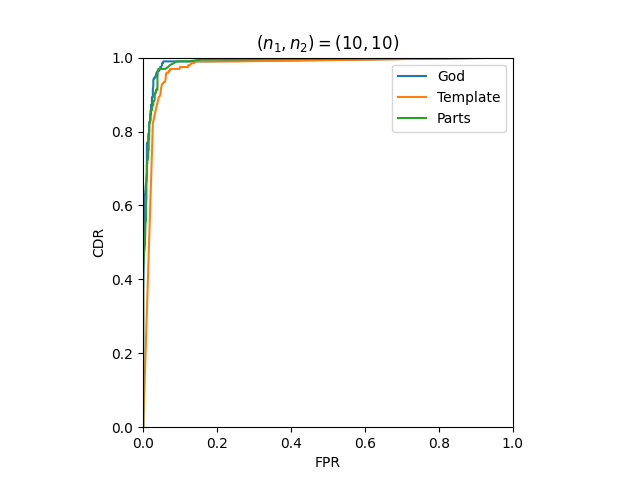 (n₁, n₂) = (10, 10)
1.0
0.8
0.6
0.4
0.2
0.0
CDR
God
Template
Parts
0.0 0.2 0.4 0.6 0.8 1.0
FPR